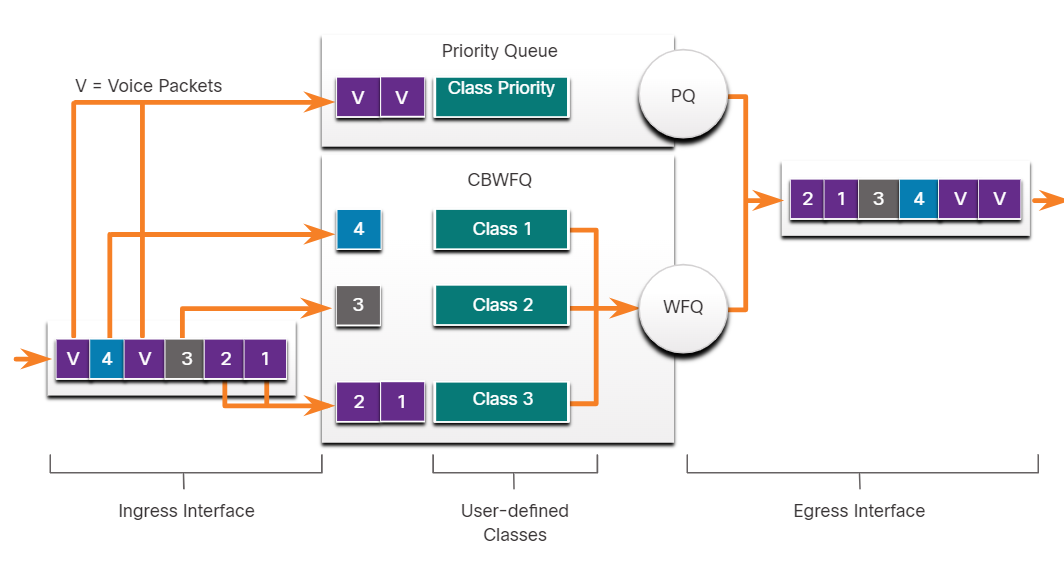 Priority Queue
V = Voice Packets
V V Class Priority
PQ
CBWFQ
2 1 3 4 V V
4 Class 1
3 Class 2
WFQ
V 4 V 3 2 1
2 1 Class 3
Ingress Interface
User-defined
Classes
Egress Interface